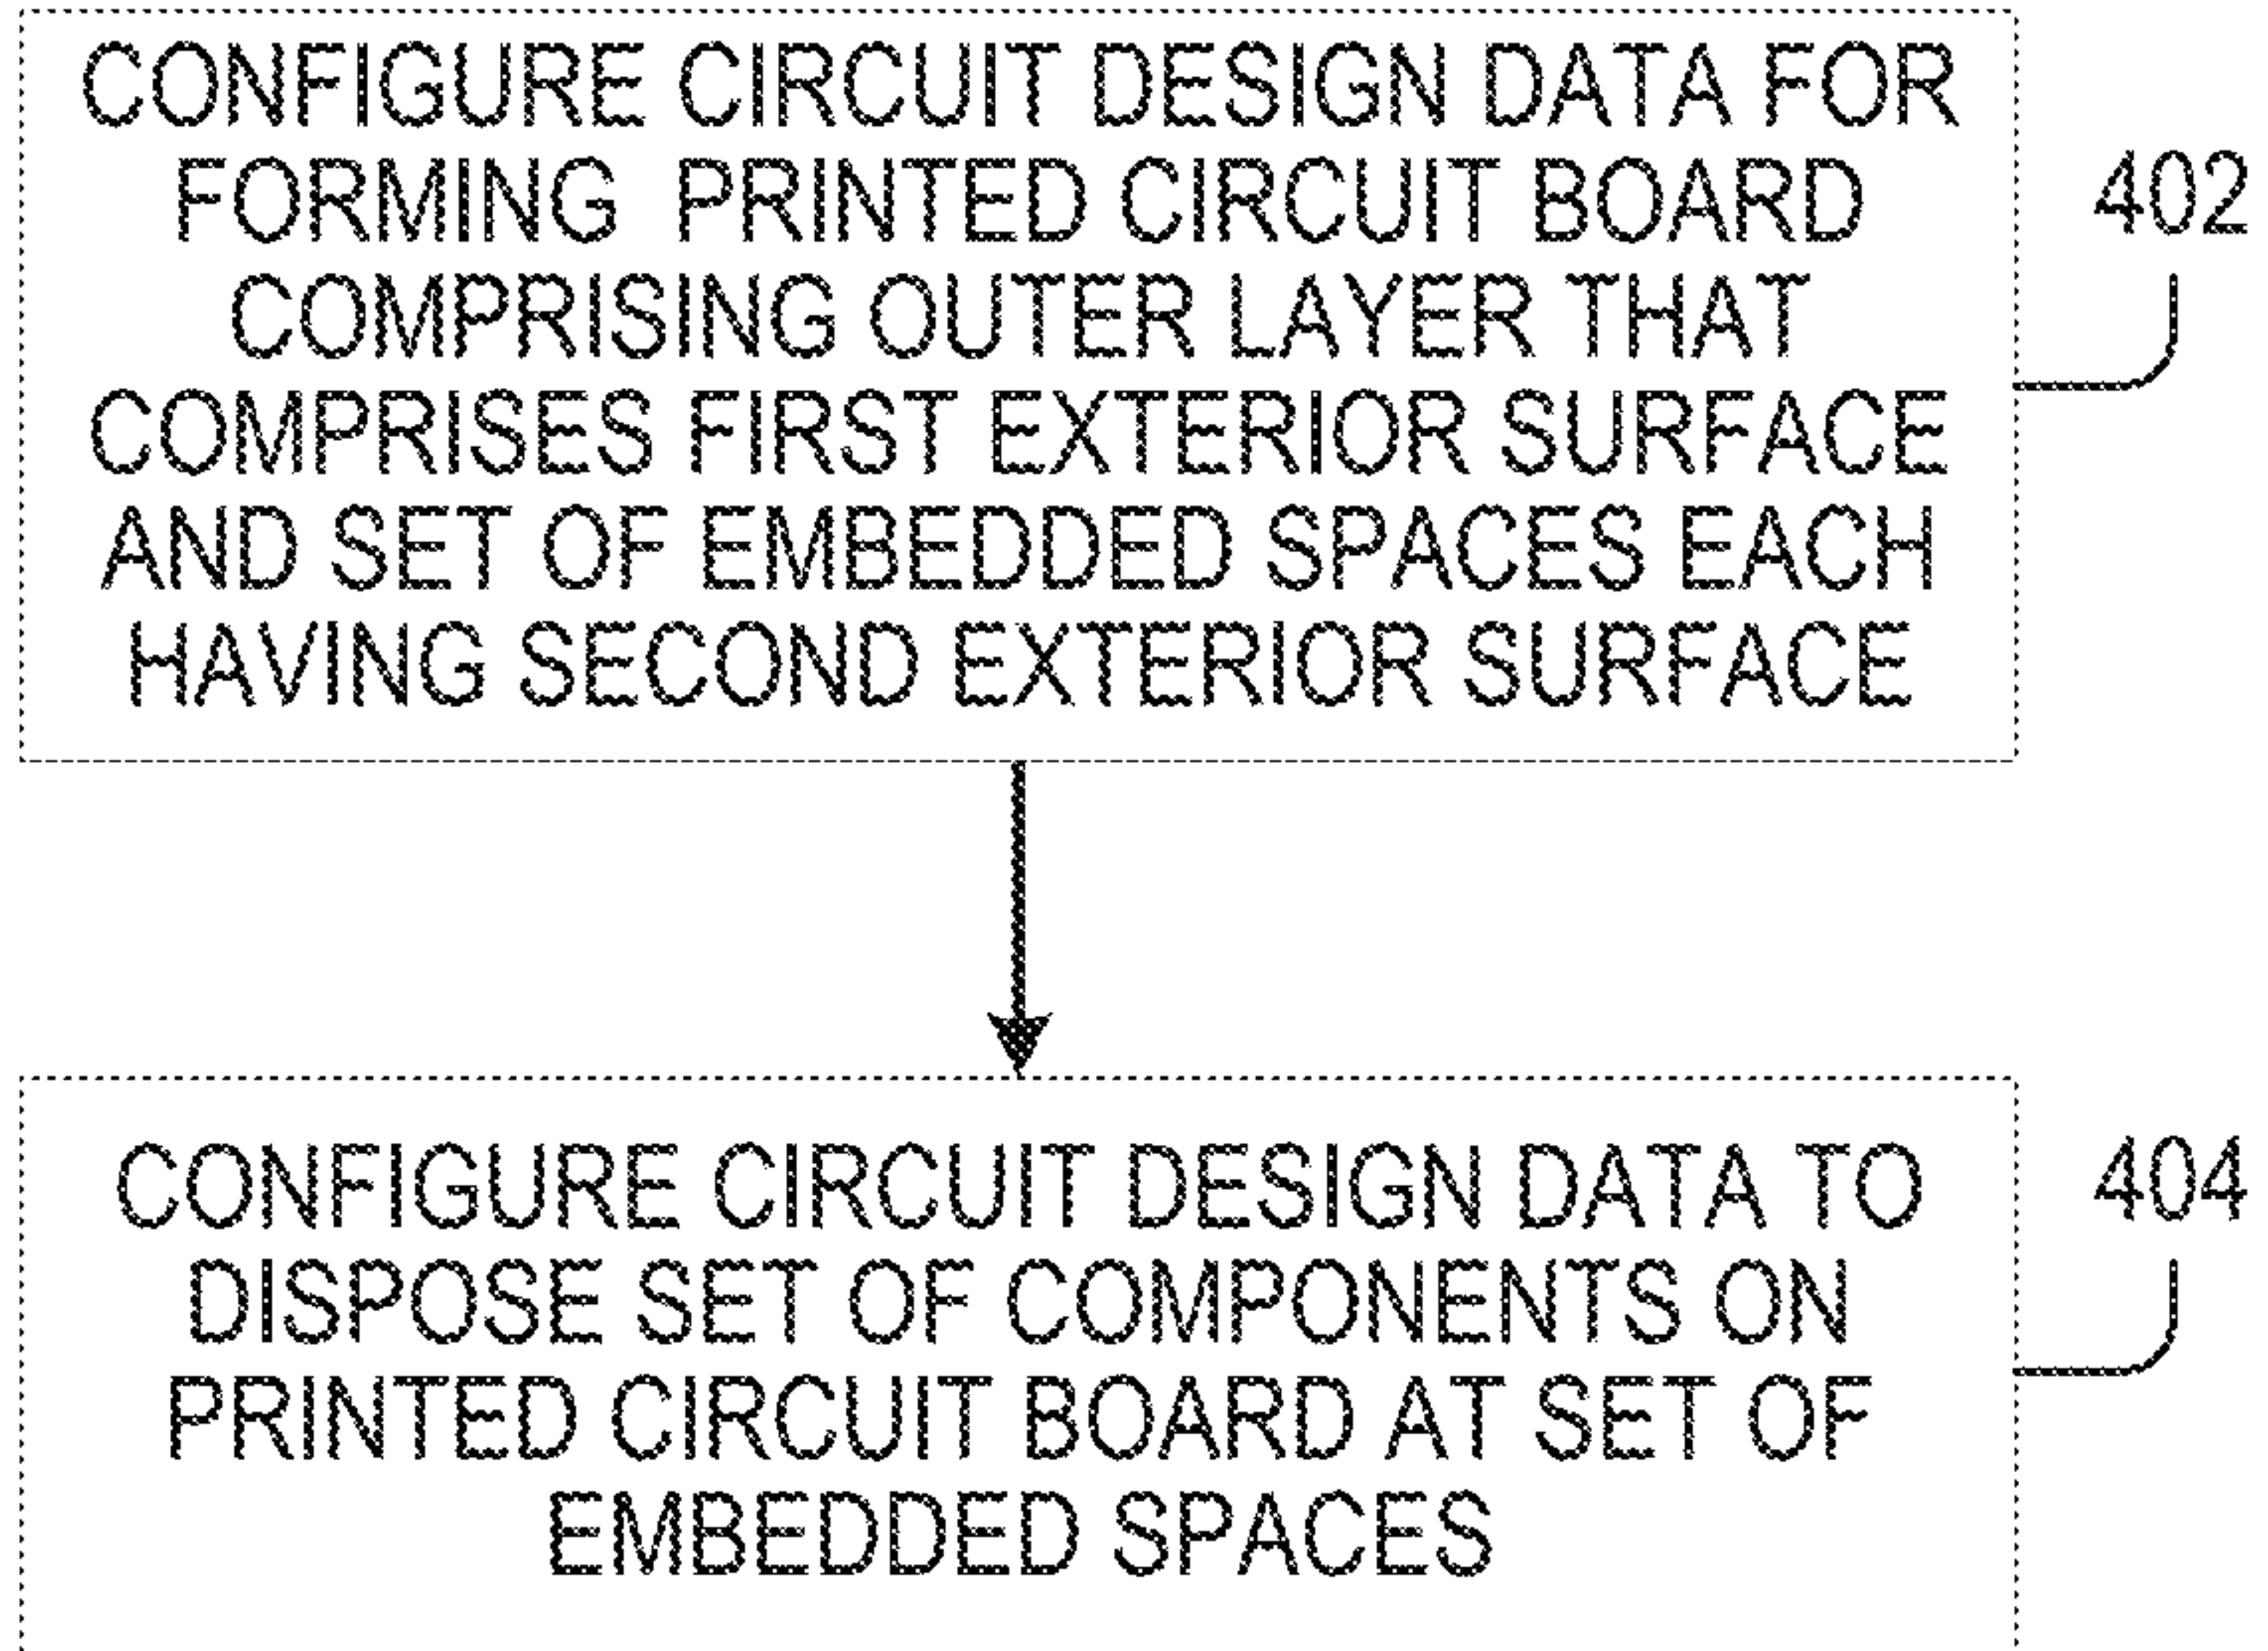 CONFIGURE CIRCUIT DESIGN DATA FOR
FORMING PRINTED CIRCUIT BOARD
COMPRISING OUTER LAYER THAT
COMPRISES FIRST EXTERIOR SURFACE
AND SET OF EMBEDDED SPACES EACH
HAVING SECOND EXTERIOR SURFACE
402
CONFIGURE CIRCUIT DESIGN DATA TO
DISPOSE SET OF COMPONENTS ON
PRINTED CIRCUIT BOARD AT SET OF
EMBEDDED SPACES
404